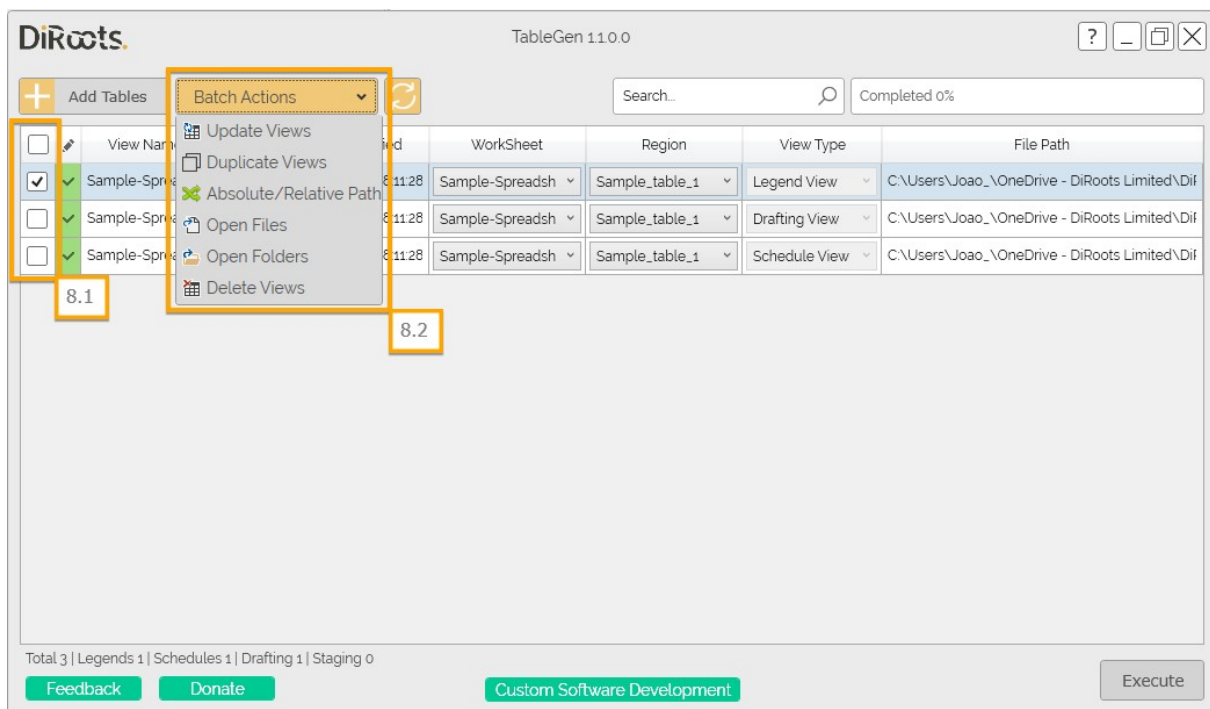 DiRoots.
TableGen 1.1.0.0
?
Add Tables
Batch Actions
Search...
Completed 0%
View Nam
WorkSheet
Region
View Type
File Path
Update Views
Duplicate Views
Absolute/Relative Path
Open Files
Open Folders
Delete Views
Sample-Spre 11:28 Sample-Spreadsh Sample_table_1 Legend View C:\Users\Joao_\OneDrive - DiRoots Limited\DiR
Sample-Spre 11:28 Sample-Spreadsh Sample_table_1 Drafting View C:\Users\Joao_\OneDrive - DiRoots Limited\DiR
Sample-Spre 11:28 Sample-Spreadsh Sample_table_1 Schedule View C:\Users\Joao_\OneDrive - DiRoots Limited\DiR
8.1
8.2
Total 3 | Legends 1 | Schedules 1 | Drafting 1 | Staging 0
Feedback
Donate
Custom Software Development
Execute